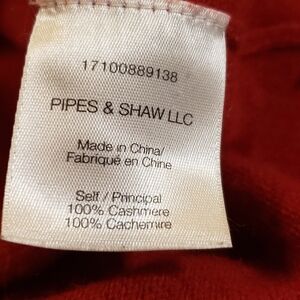 17100889138
PIPES & SHAW LLC
Made in China/
Fabriqué en Chine
Self / Principal
100% Cashmere
100% Cachemire